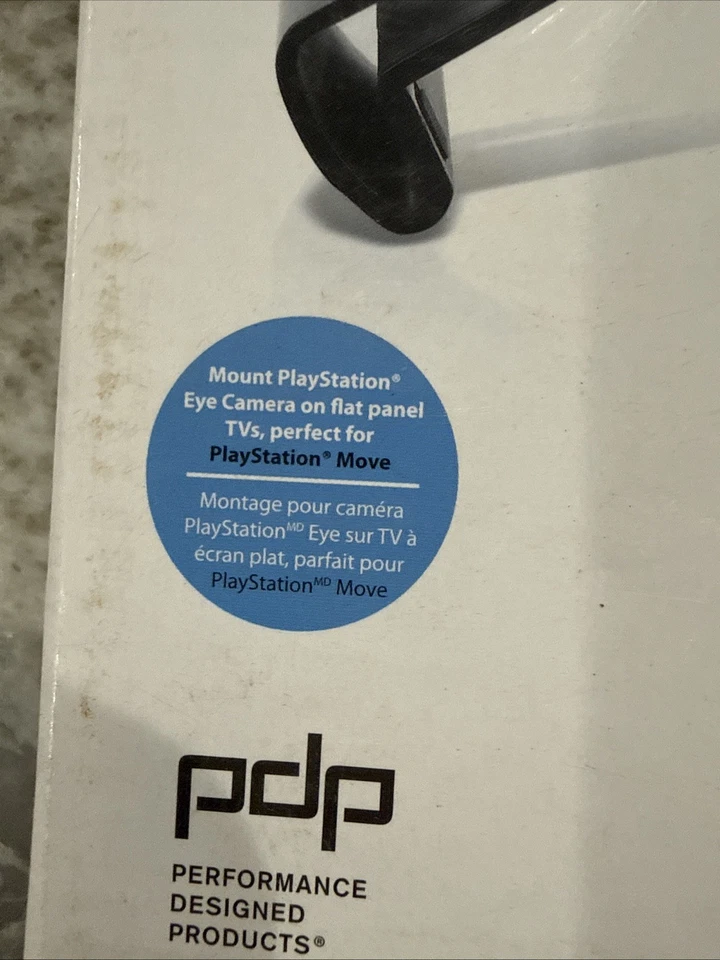 Mount PlayStation®
Eye Camera on flat panel
TVs, perfect for
PlayStation® Move
Montage pour caméra
PlayStationᴹᴰ Eye sur TV à
écran plat, parfait pour
PlayStationᴹᴰ Move
pdp
PERFORMANCE
DESIGNED
PRODUCTS®